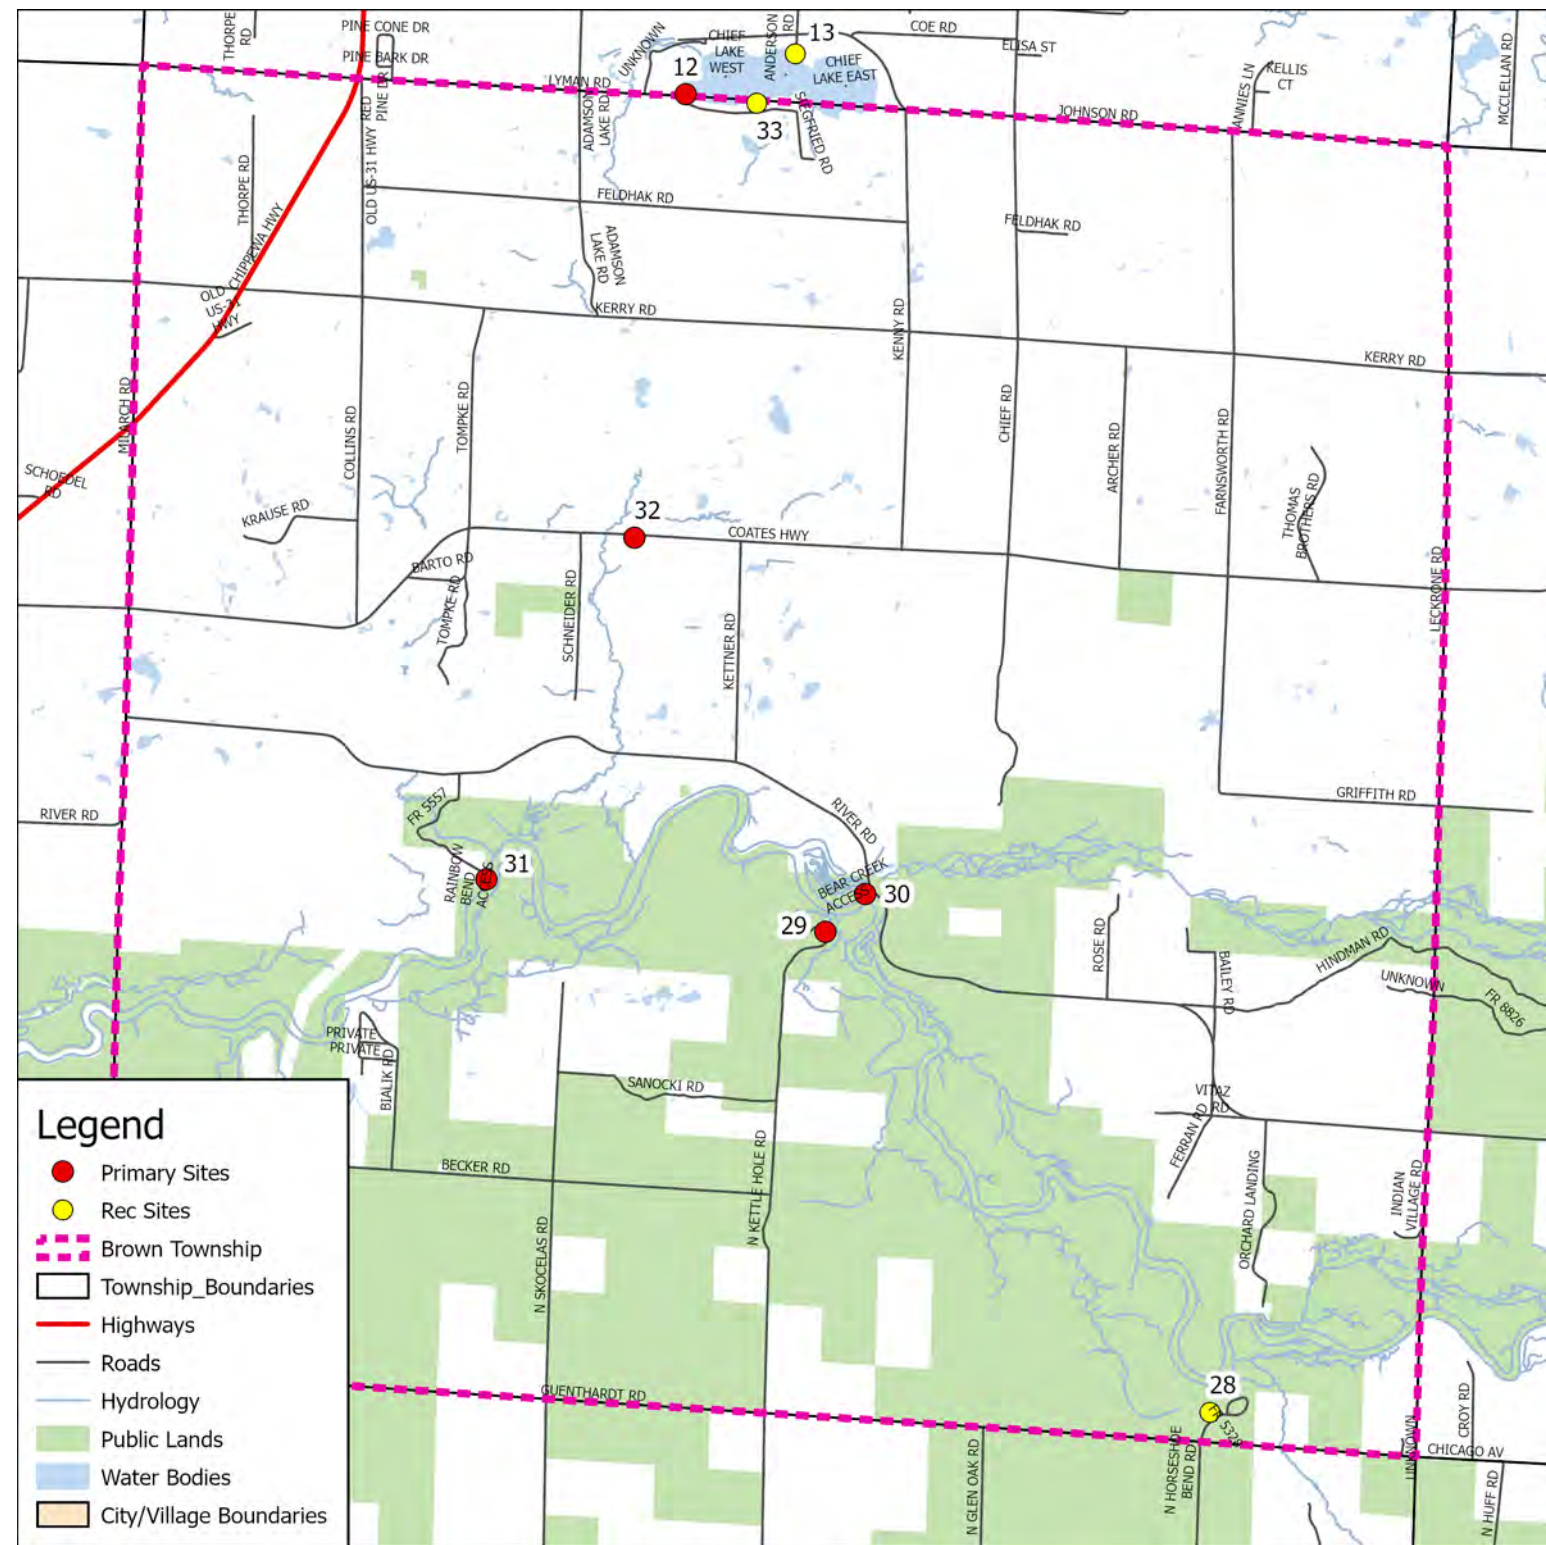 THORPE
RD
PINE CONE DR
PINE BARK DR
PINE DR
RED
OLD US-31 HWY
LYMAN RD
UNKNOWN
CHIEF
LAKE
WEST
ANDERSON
RD
13
CHIEF
LAKE EAST
COE RD
ELISA ST
ANNIES LN
KELLIS
CT
MCCLELLAN RD
12
33
ADAMSON
LAKE RD
SIEGFRIED RD
JOHNSON RD
THORPE RD
FELDHAK RD
FELDHAK RD
OLD CHIPPEWA HWY
OLD
US-31
HWY
ADAMSON
LAKE RD
KERRY RD
KENNY RD
KERRY RD
MILARCH RD
SCHOEDEL
RD
COLLINS RD
TOMPKE RD
CHIEF RD
ARCHER RD
FARNSWORTH RD
THOMAS
BROTHERS RD
KRAUSE RD
32
COATES HWY
BARTO RD
TOMPKE RD
SCHNEIDER RD
KETTNER RD
LECKRONE RD
RIVER RD
FR 5557
RIVER RD
GRIFFITH RD
RAINBOW
BEND
ACCESS
31
BEAR CREEK
ACCESS
30
29
ROSE RD
BAILEY RD
HINDMAN RD
UNKNOWN
FR 8826
PRIVATE
PRIVATE
BIALIK RD
SANOCKI RD
VITAZ
RD
FERRAN RD
BECKER RD
N KETTLE HOLE RD
ORCHARD LANDING
INDIAN
VILLAGE RD
N SKOCELAS RD
GUENTHARDT RD
28
FR 5328
N HORSESHOE
BEND RD
N GLEN OAK RD
UNKNOWN
CROY RD
CHICAGO AV
N HUFF RD
Legend
Primary Sites
Rec Sites
Brown Township
Township_Boundaries
Highways
Roads
Hydrology
Public Lands
Water Bodies
City/Village Boundaries